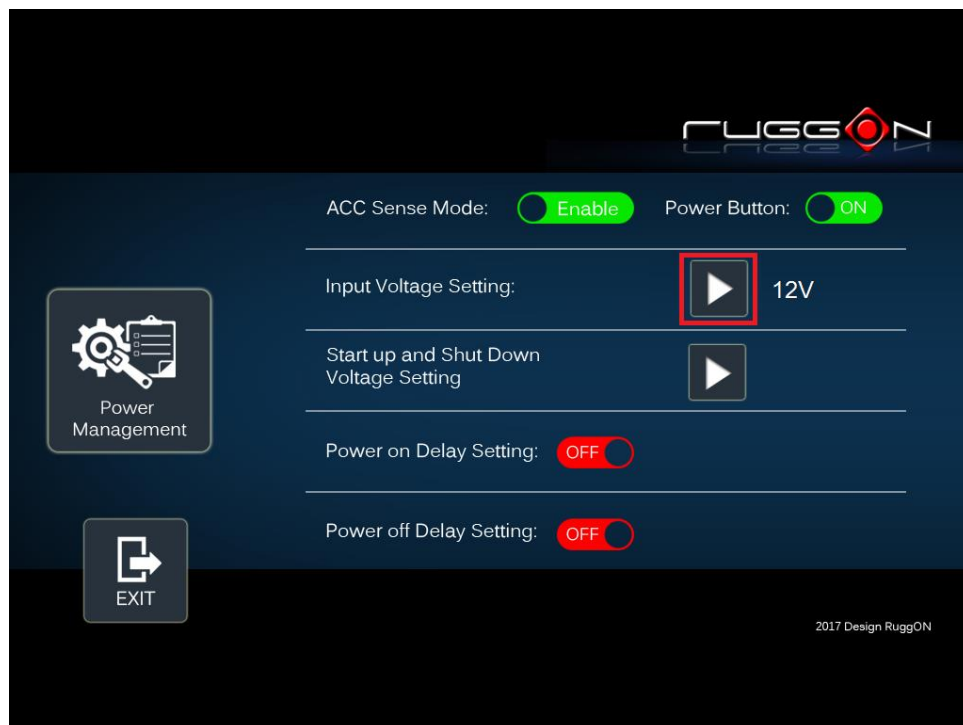 RUGGON
ACC Sense Mode: Enable Power Button: ON
Input Voltage Setting: 12V
Start up and Shut Down
Voltage Setting
Power
Management
Power on Delay Setting: OFF
Power off Delay Setting: OFF
EXIT
2017 Design RuggON